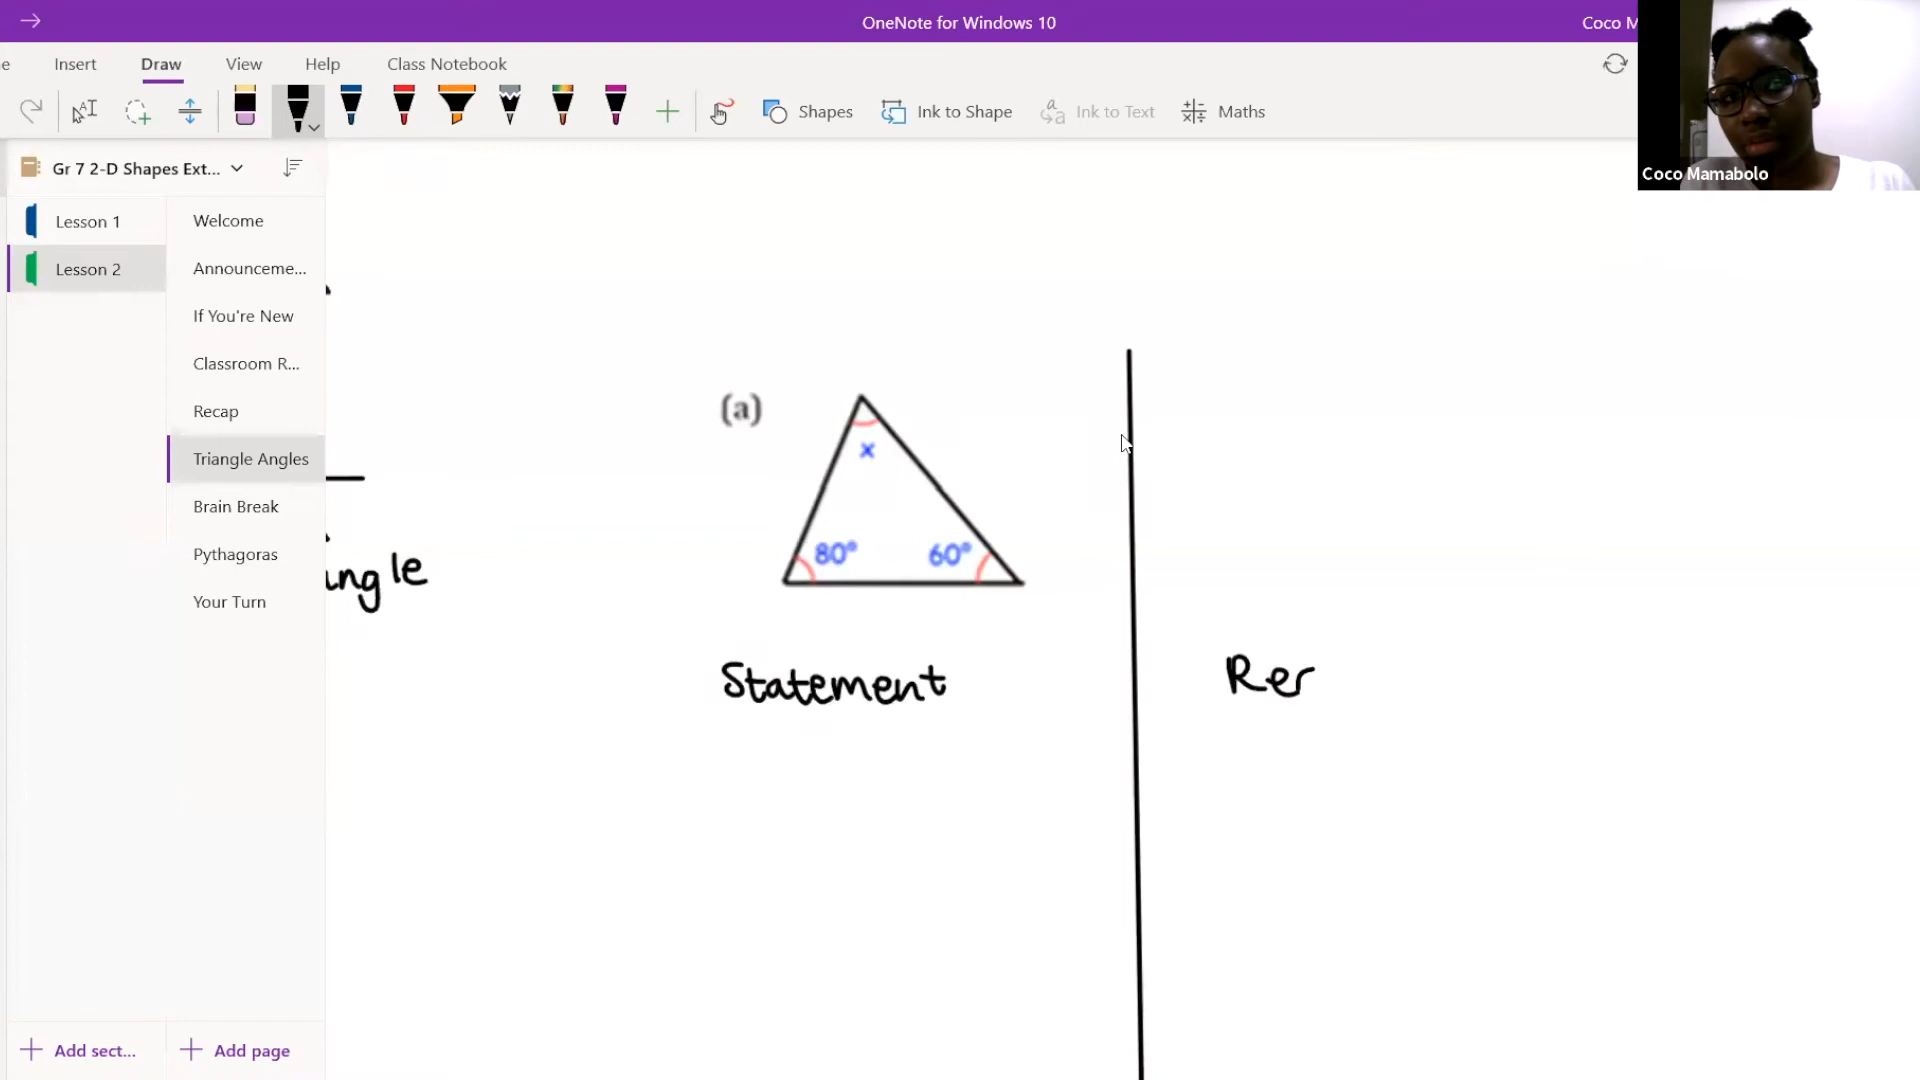 OneNote for Windows 10
Coco M
e Insert Draw View Help Class Notebook
Shapes Ink to Shape Ink to Text Maths
Coco Mamabolo
Gr 7 2-D Shapes Ext...
Lesson 1
Lesson 2
Welcome
Announceme...
If You're New
Classroom R...
Recap
Triangle Angles
Brain Break
Pythagoras
Your Turn
Add sect...
Add page
angle
(a)
x
80° 60°
Statement
Rer